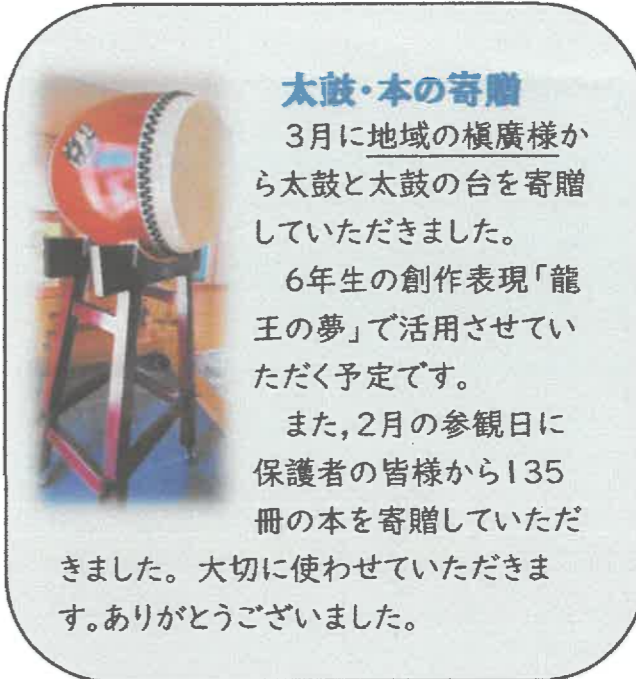 太鼓・本の寄贈
3月に地域の槇廣様か
ら太鼓と太鼓の台を寄贈
していただきました。
6年生の創作表現「龍
王の夢」で活用させてい
ただく予定です。
また,2月の参観日に
保護者の皆様から135
冊の本を寄贈していただ
きました。大切に使わせていただきま
す。ありがとうございました。